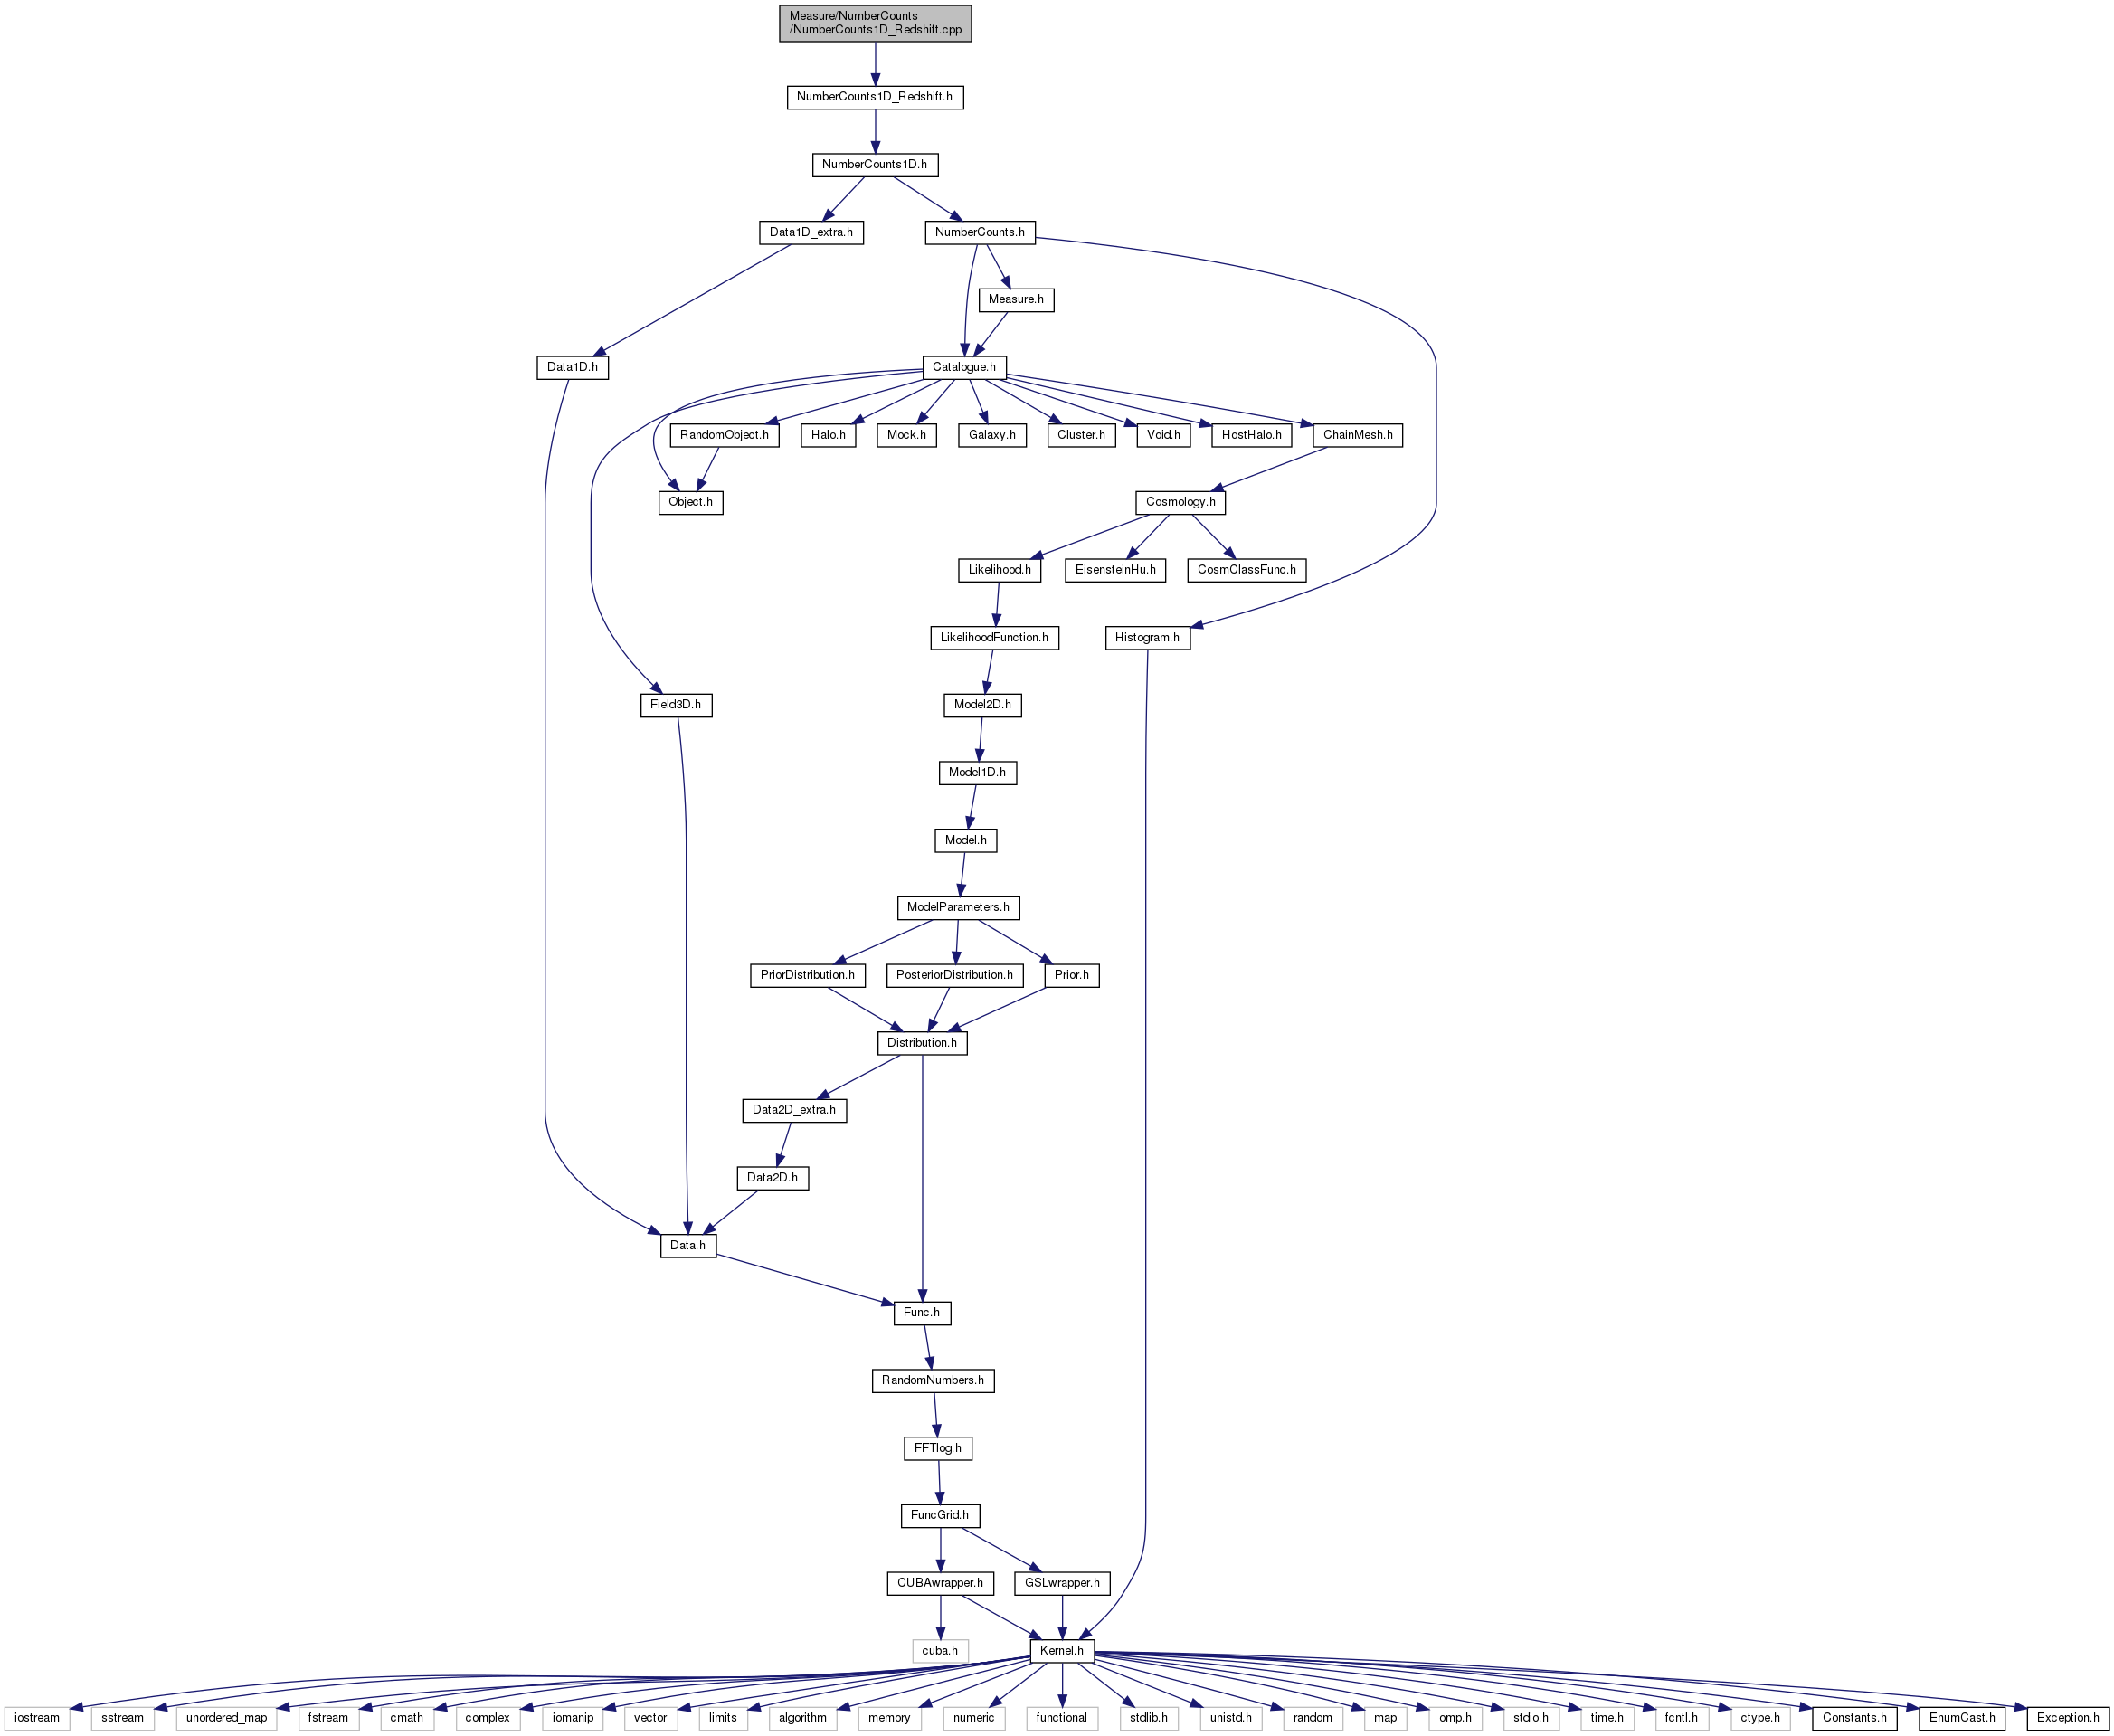 Measure/NumberCounts
/NumberCounts1D_Redshift.cpp
NumberCounts1D_Redshift.h
NumberCounts1D.h
Data1D_extra.h
NumberCounts.h
Measure.h
Data1D.h
Catalogue.h
RandomObject.h
Halo.h
Mock.h
Galaxy.h
Cluster.h
Void.h
HostHalo.h
ChainMesh.h
Object.h
Cosmology.h
Likelihood.h
EisensteinHu.h
CosmClassFunc.h
LikelihoodFunction.h
Histogram.h
Field3D.h
Model2D.h
Model1D.h
Model.h
ModelParameters.h
PriorDistribution.h
PosteriorDistribution.h
Prior.h
Distribution.h
Data2D_extra.h
Data2D.h
Data.h
Func.h
RandomNumbers.h
FFTlog.h
FuncGrid.h
CUBAwrapper.h
GSLwrapper.h
cuba.h
Kernel.h
iostream
sstream
unordered_map
fstream
cmath
complex
iomanip
vector
limits
algorithm
memory
numeric
functional
stdlib.h
unistd.h
random
map
omp.h
stdio.h
time.h
fcntl.h
ctype.h
Constants.h
EnumCast.h
Exception.h